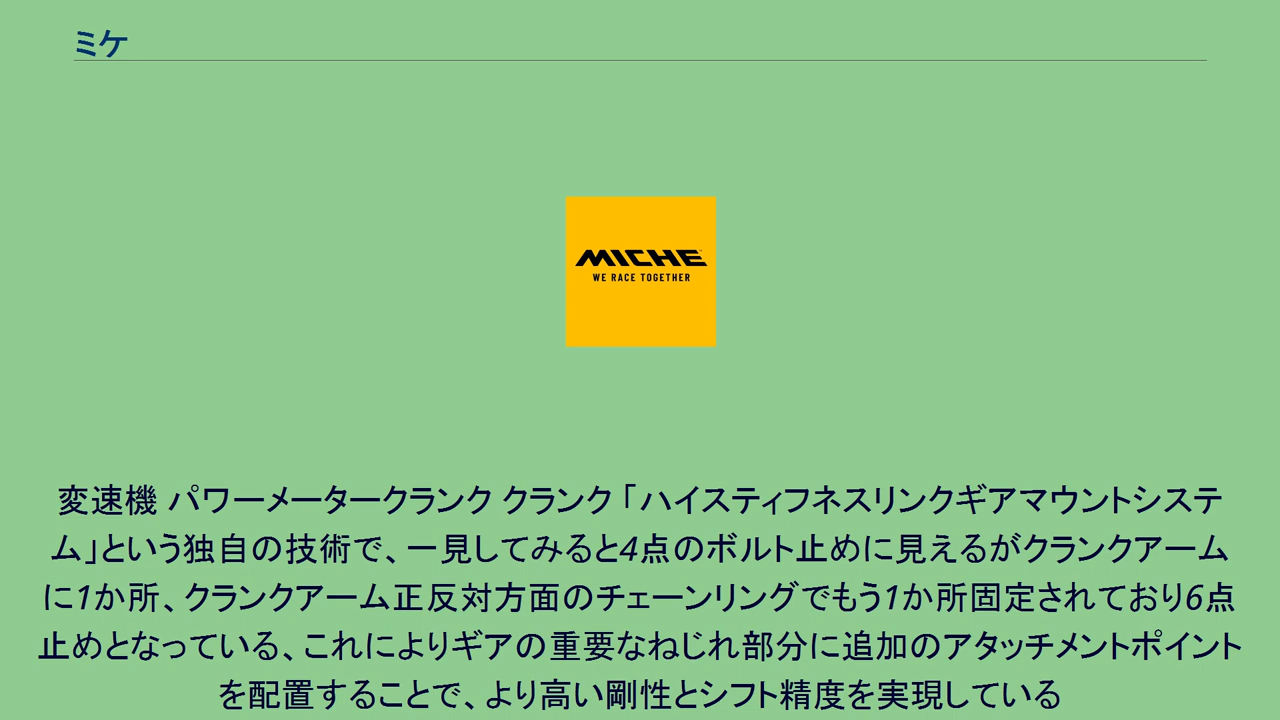 ミケ
MICHE
WE RACE TOGETHER
変速機 パワーメータークランク クランク「ハイスティフネスリンクギアマウントシステ
ム」という独自の技術で、一見してみると4点のボルト止めに見えるがクランクアーム
に1か所、クランクアーム正反対方面のチェーンリングでもう1か所固定されており6点
止めとなっている、これによりギアの重要なねじれ部分に追加のアタッチメントポイント
を配置することで、より高い剛性とシフト精度を実現している